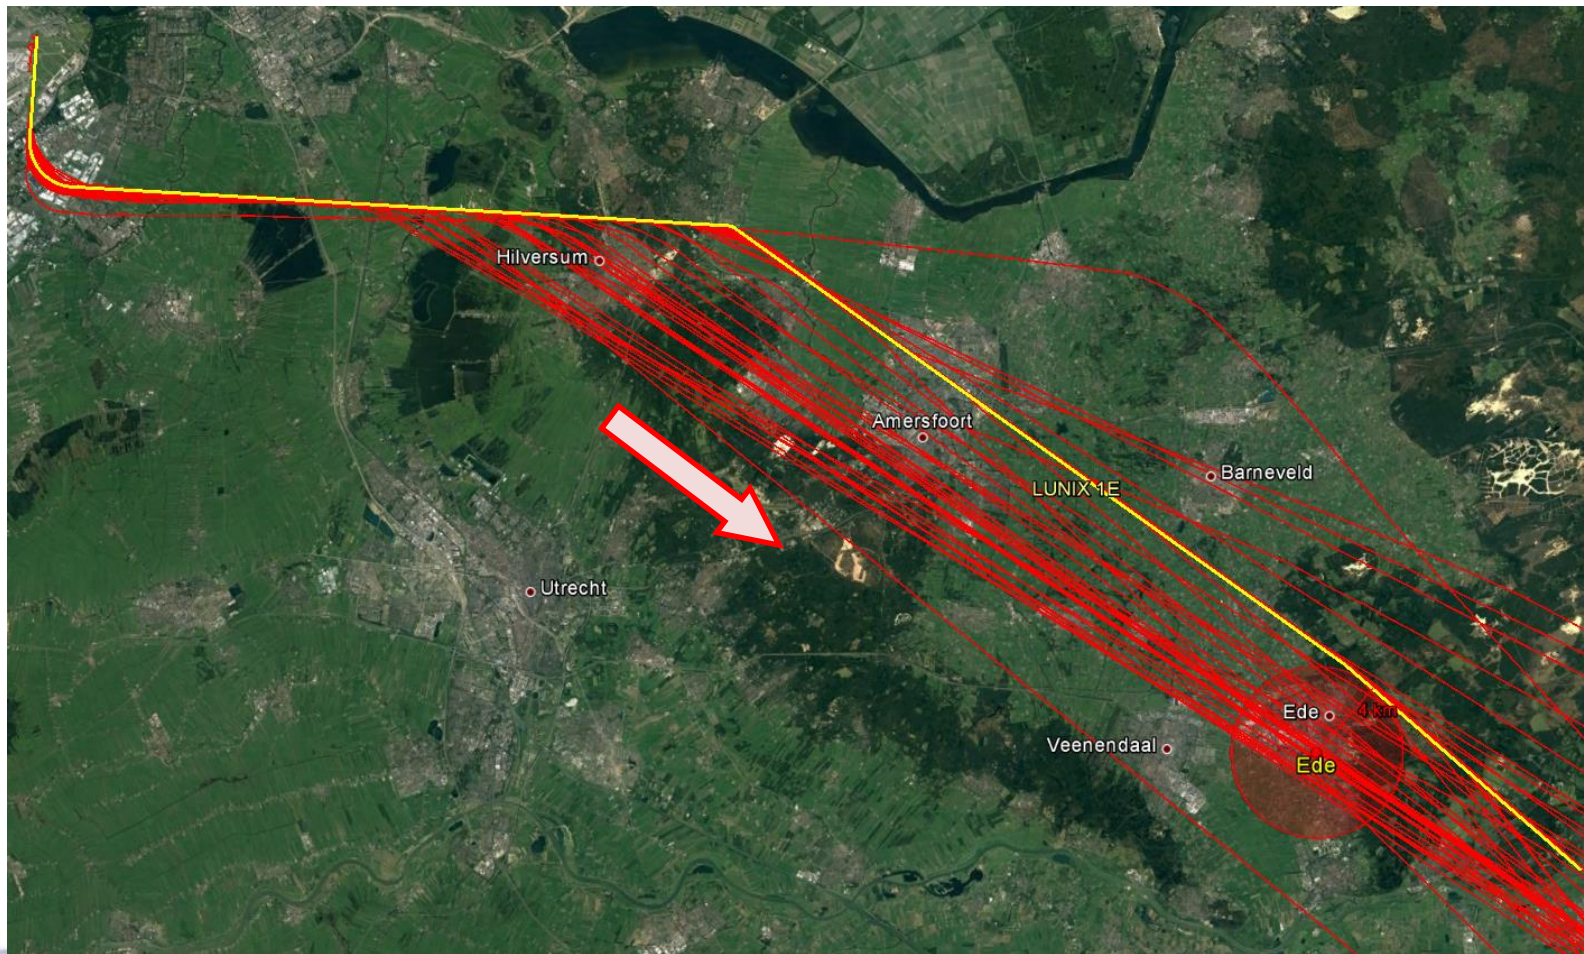 Hilversum
Amersfoort
Barneveld
LUNIX 1E
Utrecht
Ede
4 km
Veenendaal
Ede